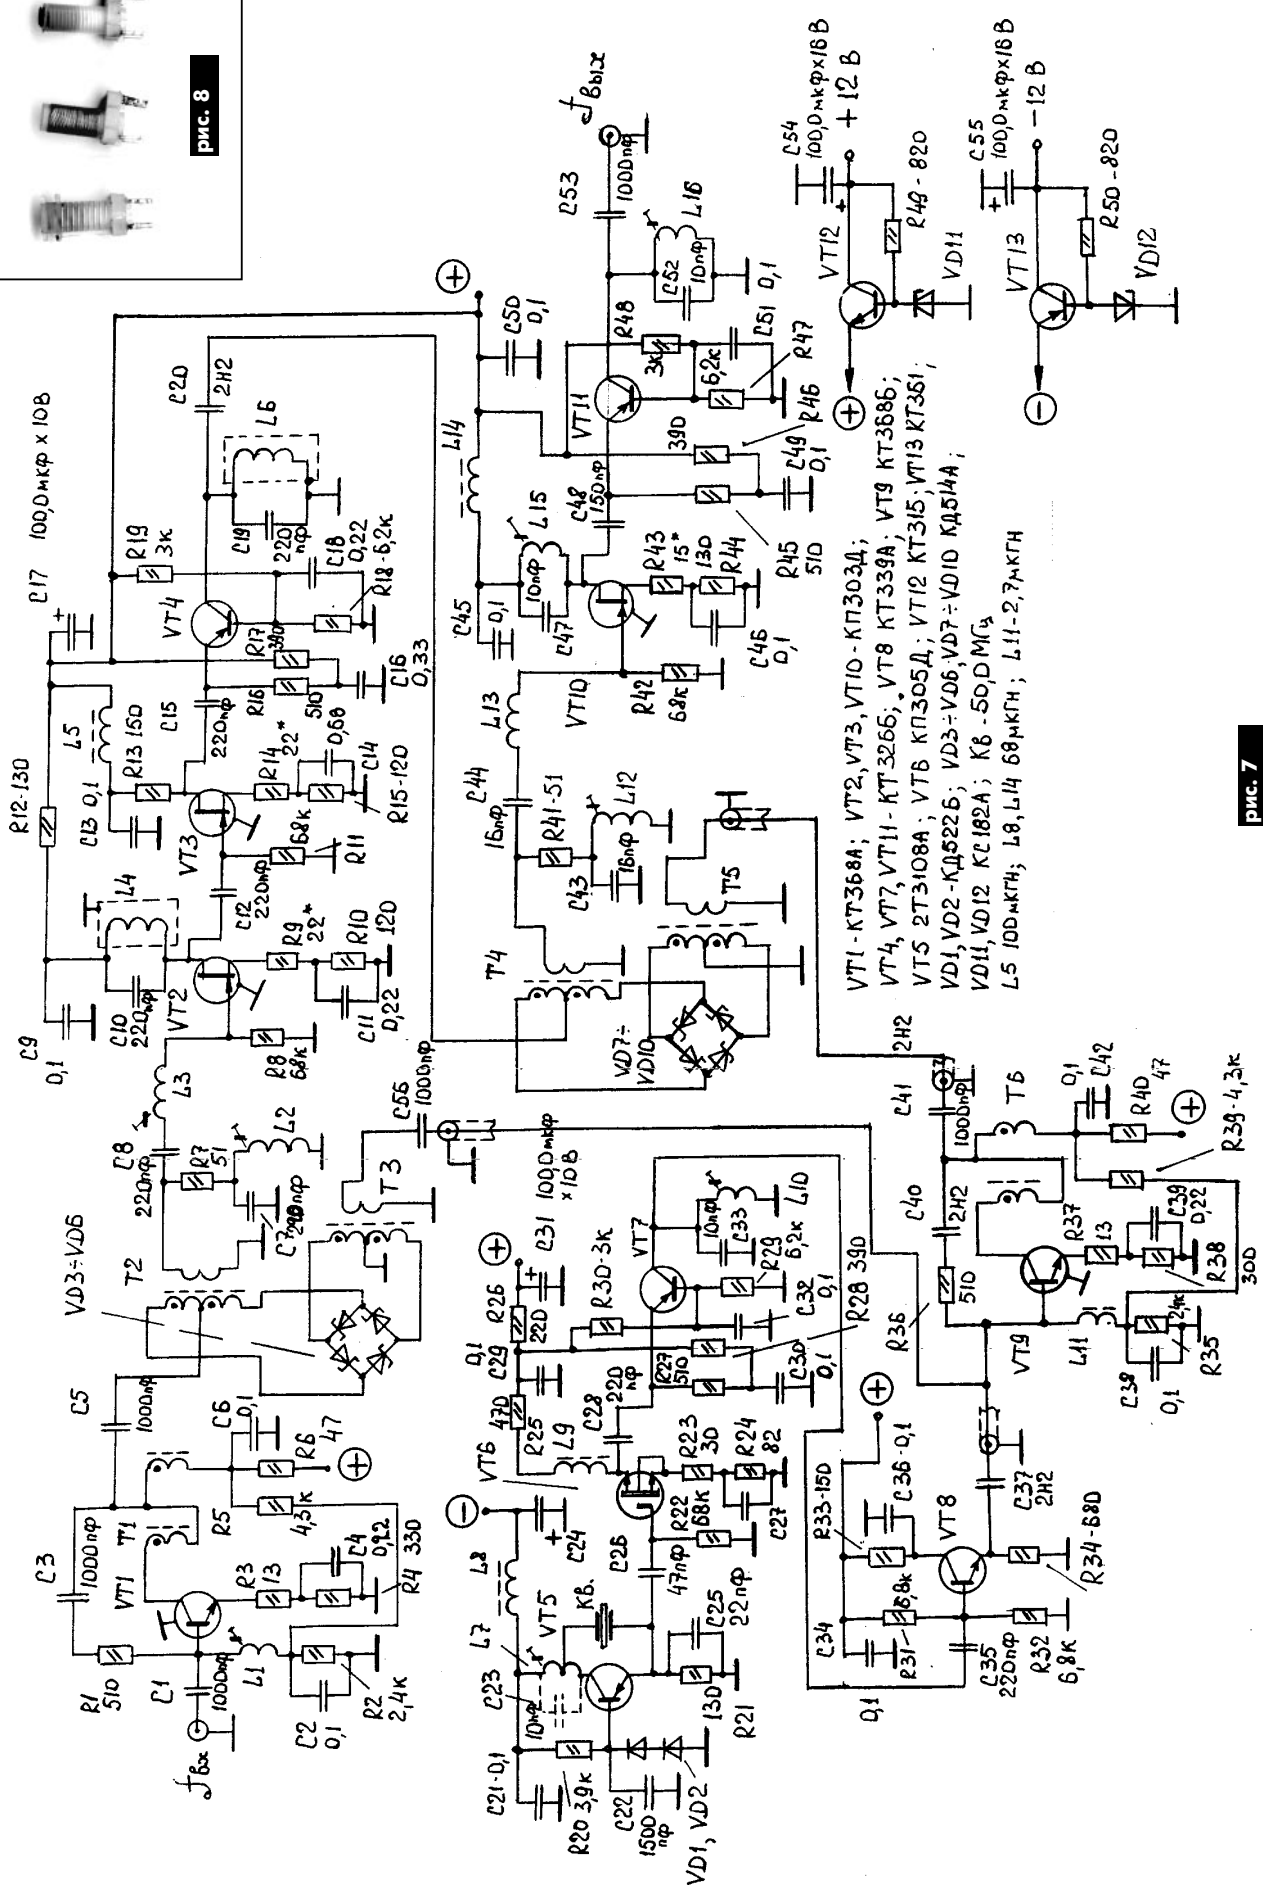 рис. 8
fвх
C1
1000пф
R1
510
C3
1000пф
VT1
T1
L1
C2
0,1
R2
2,4к
R3
13
C4
0,22
R4
330
R5
4,3к
R6
47
C6
0,1
C5
1000пф
VD3÷VD6
T2
T3
C7
R7
51
C8
220пф
L2
L3
C56
1000пф
C9
0,1
R8
68к
C10
220пф
VT2
L4
C11
0,22
R9
22*
R10
120
C12
220пф
R11
68к
R12-130
C13 0,1
L5
R13 150
VT3
R14
22*
R15-120
C14
0,68
C15
220пф
R16
510
R17
390
C16
0,33
VT4
R18-6,2к
C18
0,22
R19
3к
C17 100,0мкф x 10В
C19
220
пф
L6
C20
2Н2
C21-0,1
R20 3,9к
C22
1500
пф
VD1, VD2
C23
10пф
L7
VT5
Кв.
R21
130
C25
22пф
L8
C24
C26
47пф
R22
68К
VT6
L9
R23
30
R24
82
C27
R25
470
C28
220
пф
C29
0,1
R26
220
C31 100,0мкф
x 10В
R27
510
R28 390
C30
0,1
R30-3К
VT7
C32
0,1
R29
6,2к
C33
10пф
L10
C34
0,1
R31
6,8к
C35
220пф
R32
6,8к
R33-150
C36-0,1
VT8
R34-680
C37
2Н2
R36
510
C40
2Н2
C41
1000пф
2Н2
VT9
L11
C38
0,1
R35
2,4к
R37
13
R38
300
C39
0,22
T6
C42
0,1
R40
47
R39-4,3к
VD7÷
VD10
T4
T5
C43
16пф
R41-51
L12
C44
16пф
L13
R42
68к
VT10
C45
0,1
C47
10пф
L15
L14
C50
0,1
R43
15*
130
R44
C46
0,1
C48
150пф
R45
510
390
R46
C49
0,1
VT11
R48
3к
6,2к
R47
C51
0,1
C52
10пф
L16
C53
1000пф
fвых
VT12
C54
100,0мкфx16В
+12В
R49-820
VD11
VT13
C55
100,0мкфx16В
-12В
R50-820
VD12
VT1-КТ368А; VT2,VT3,VT10-КП303Д;
VT4,VT7,VT11-КТ326Б; VT8 КТ339А; VT9 КТ368Б;
VT5 2Т3108А; VT6 КП305Д; VT12 КТ315; VT13 КТ361;
VD1,VD2-КД522Б; VD3÷VD6,VD7÷VD10 КД514А;
VD11,VD12 КС182А; Кв-50,0МГц
L5 100мкГн; L8,L14 68мкГн; L11-2,7мкГн
рис. 7